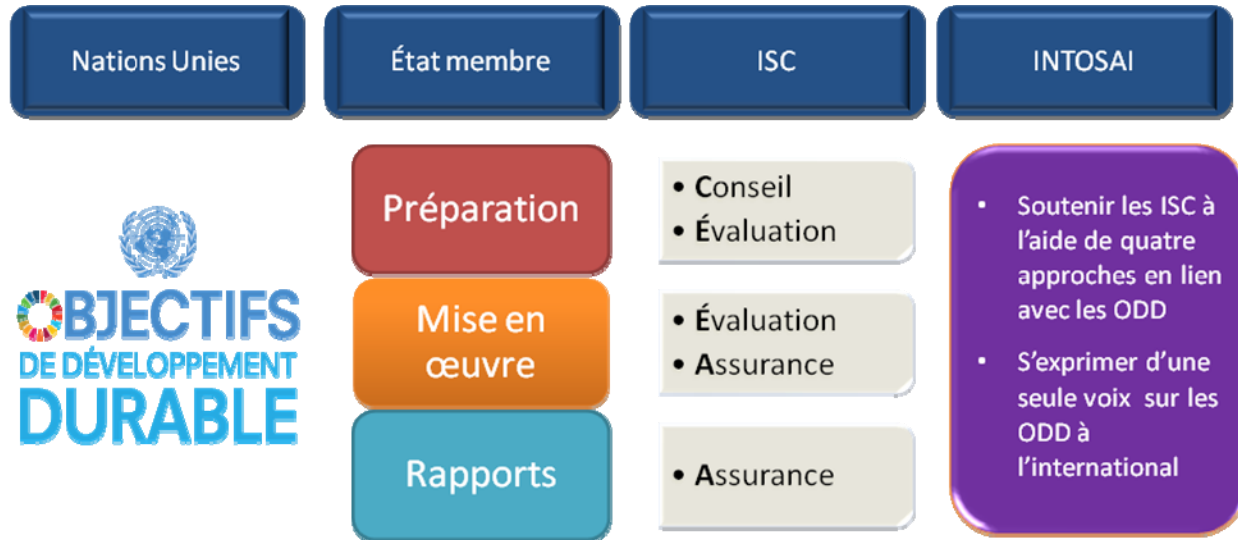 Nations Unies
État membre
ISC
INTOSAI
OBJECTIFS
DE DÉVELOPPEMENT
DURABLE
Préparation
Mise en
œuvre
Rapports
• Conseil
• Évaluation
• Évaluation
• Assurance
• Assurance
• Soutenir les ISC à
l'aide de quatre
approches en lien
avec les ODD
• S'exprimer d'une
seule voix sur les
ODD à
l'international